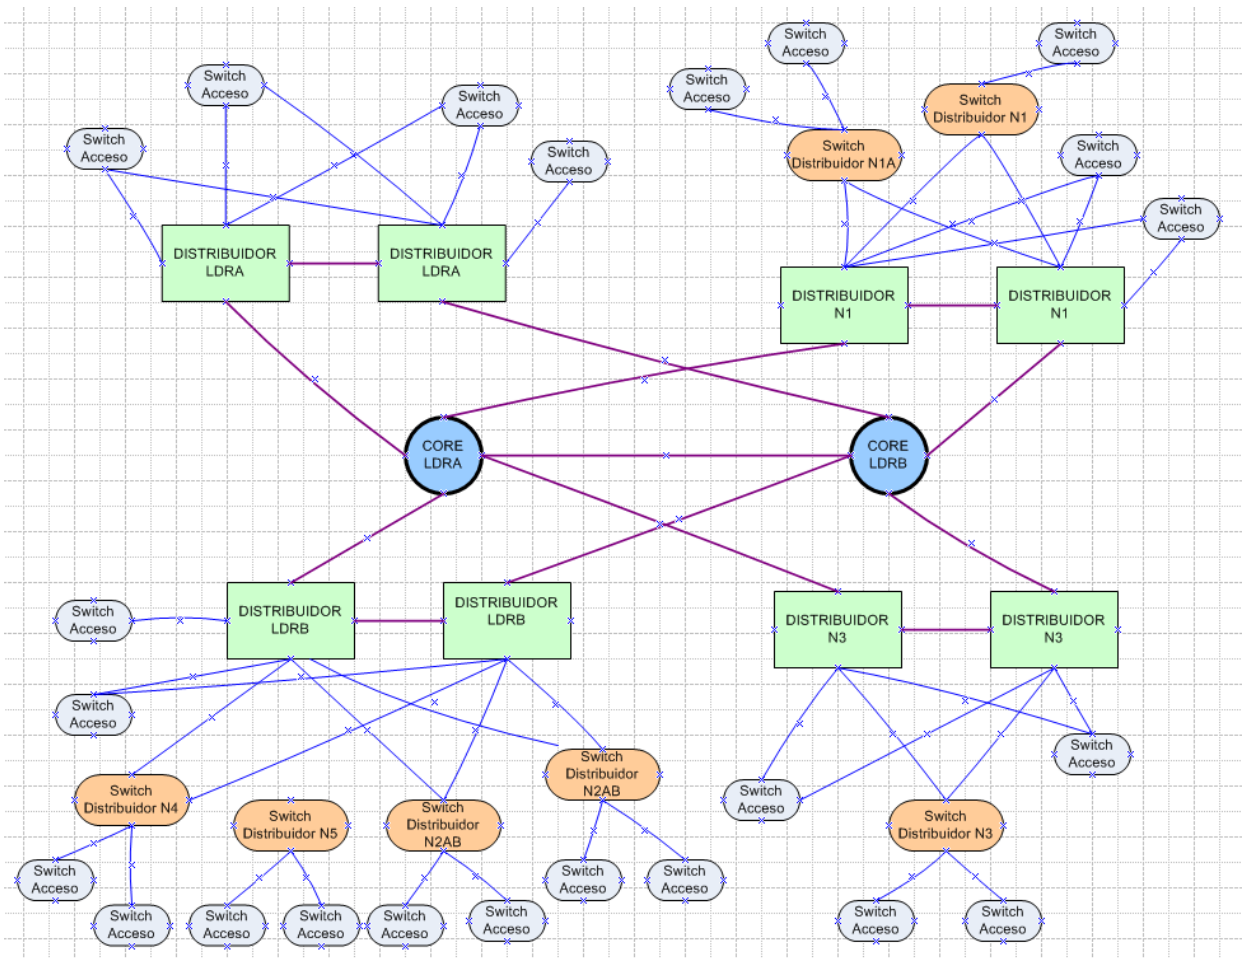 Switch
Acceso
Switch
Acceso
Switch
Acceso
Switch
Acceso
Switch
Acceso
Switch
Acceso
Switch
Acceso
Switch
Distribuidor N1
Switch
Distribuidor N1A
Switch
Acceso
Switch
Acceso
DISTRIBUIDOR
LDRA
DISTRIBUIDOR
LDRA
DISTRIBUIDOR
N1
DISTRIBUIDOR
N1
CORE
LDRA
CORE
LDRB
Switch
Acceso
DISTRIBUIDOR
LDRB
DISTRIBUIDOR
LDRB
DISTRIBUIDOR
N3
DISTRIBUIDOR
N3
Switch
Acceso
Switch
Distribuidor N4
Switch
Distribuidor N5
Switch
Distribuidor
N2AB
Switch
Distribuidor
N2AB
Switch
Acceso
Switch
Acceso
Switch
Distribuidor N3
Switch
Acceso
Switch
Acceso
Switch
Acceso
Switch
Acceso
Switch
Acceso
Switch
Acceso
Switch
Acceso
Switch
Acceso
Switch
Acceso
Switch
Acceso